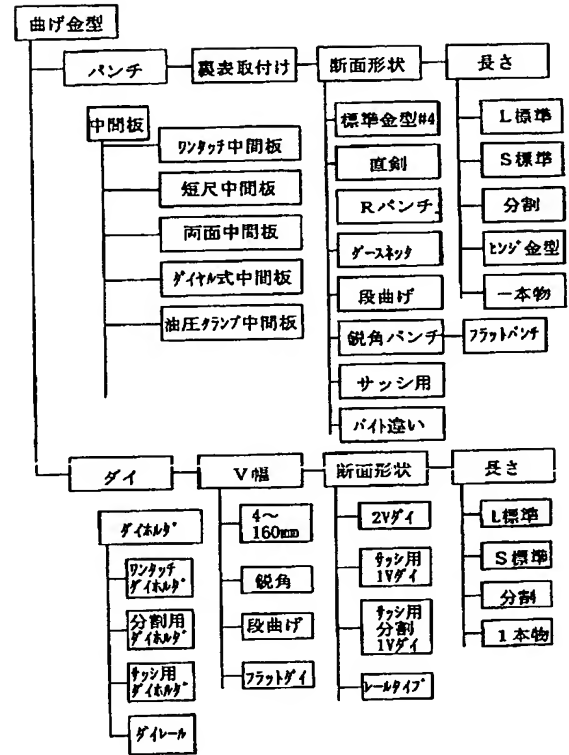 曲げ金型
パンチ
裏表取付け
断面形状
長さ
中間板
ワンタッチ中間板
短尺中間板
両面中間板
ダイヤル式中間板
油圧クランプ中間板
標準金型#4
直剣
Rパンチ
グースネック
段曲げ
鋭角パンチ
フラットパンチ
サッシ用
バイト違い
L標準
S標準
分割
ヒンジ金型
一本物
ダイ
V幅
断面形状
長さ
ダイホルダ
ワンタッチ
ダイホルダ
分割用
ダイホルダ
サッシ用
ダイホルダ
ダイレール
4〜
160mm
鋭角
段曲げ
フラットダイ
2Vダイ
サッシ用
1Vダイ
サッシ用
分割
1Vダイ
レールタイプ
L標準
S標準
分割
1本物